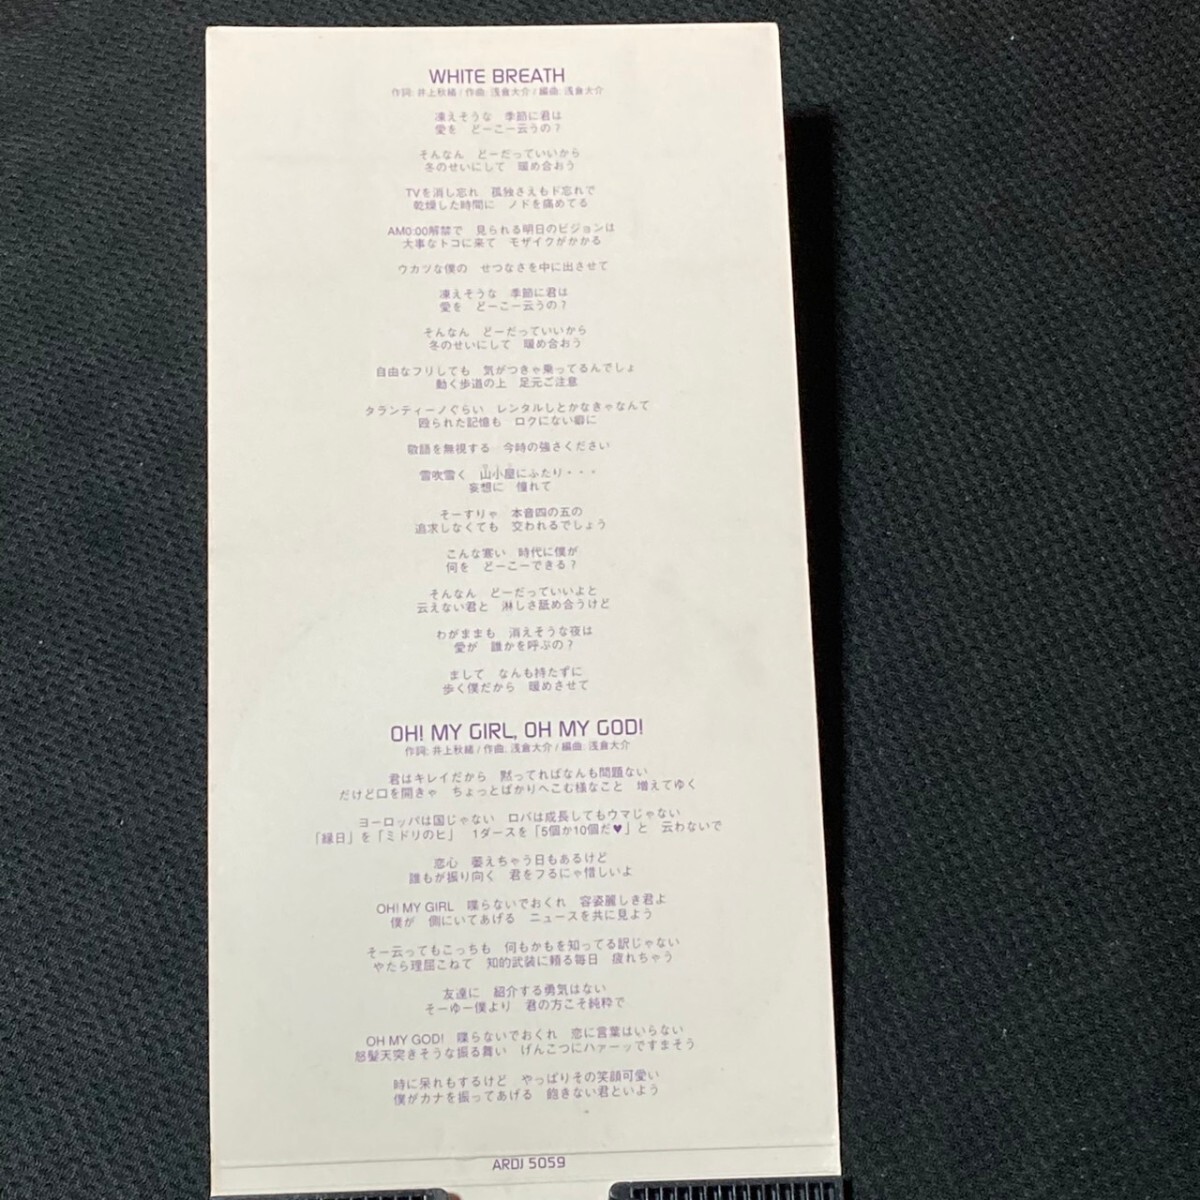 WHITE BREATH
作詞: 井上秋緒 / 作曲: 浅倉大介 / 編曲: 浅倉大介
凍えそうな　季節に君は
愛を　どーこー云うの？
そんなん　どーだっていいから
冬のせいにして　暖め合おう
TVを消し忘れ　孤独さえもド忘れで
乾燥した時間に　ノドを痛めてる
AM0:00解禁で　見られる明日のビジョンは
大事なトコに来て　モザイクがかかる
ウカツな僕の　せつなさを中に出させて
凍えそうな　季節に君は
愛を　どーこー云うの？
そんなん　どーだっていいから
冬のせいにして　暖め合おう
自由なフリしても　気がつきゃ乗ってるんでしょ
動く歩道の上　足元ご注意
タランティーノぐらい　レンタルしとかなきゃなんて
殴られた記憶も　ロクにない癖に
敬語を無視する　今時の強さください
雪吹雪く　山小屋にふたり・・・
妄想に　憧れて
そーすりゃ　本音四の五の
追求しなくても　交われるでしょう
こんな寒い　時代に僕が
何を　どーこーできる？
そんなん　どーだっていいよと
云えない君と　淋しさ舐め合うけど
わがままも　消えそうな夜は
愛が　誰かを呼ぶの？
まして　なんも持たずに
歩く僕だから　暖めさせて
OH! MY GIRL, OH MY GOD!
作詞: 井上秋緒 / 作曲: 浅倉大介 / 編曲: 浅倉大介
君はキレイだから　黙ってればなんも問題ない
だけど口を開きゃ　ちょっとばかりへこむ様なこと　増えてゆく
ヨーロッパは国じゃない　ロバは成長してもウマじゃない
「縁日」を「ミドリのヒ」　1ダースを「5個か10個だ♥」と　云わないで
恋心　萎えちゃう日もあるけど
誰もが振り向く　君をフるにゃ惜しいよ
OH! MY GIRL　喋らないでおくれ　容姿麗しき君よ
僕が　側にいてあげる　ニュースを共に見よう
そー云ってもこっちも　何もかもを知ってる訳じゃない
やたら理屈こねて　知的武装に頼る毎日　疲れちゃう
友達に　紹介する勇気はない
そーゆー僕より　君の方こそ純粋で
OH MY GOD!　喋らないでおくれ　恋に言葉はいらない
怒髪天突きそうな振る舞い　げんこつにハァーッですまそう
時に呆れもするけど　やっぱりその笑顔可愛い
僕がカナを振ってあげる　飽きない君といよう
ARDJ 5059